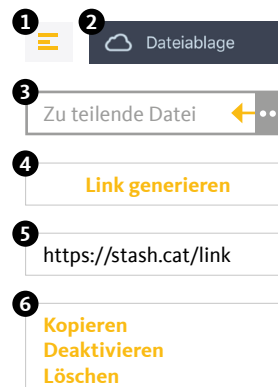 1
2
Dateiablage
3
Zu teilende Datei
4
Link generieren
5
https://stash.cat/link
6
Kopieren
Deaktivieren
Löschen